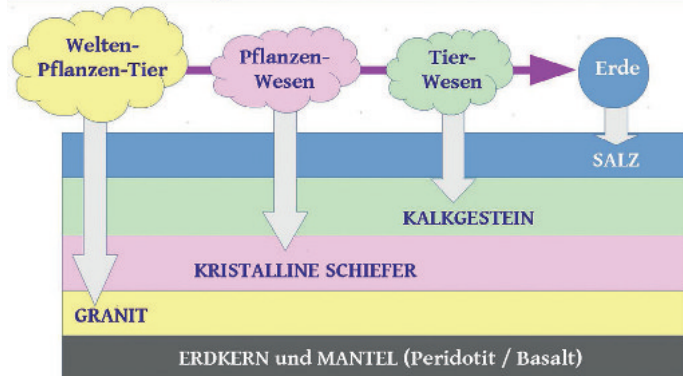 Welten-
Pflanzen-Tier
Pflanzen-
Wesen
Tier-
Wesen
Erde
SALZ
KALKGESTEIN
KRISTALLINE SCHIEFER
GRANIT
ERDKERN und MANTEL (Peridotit / Basalt)